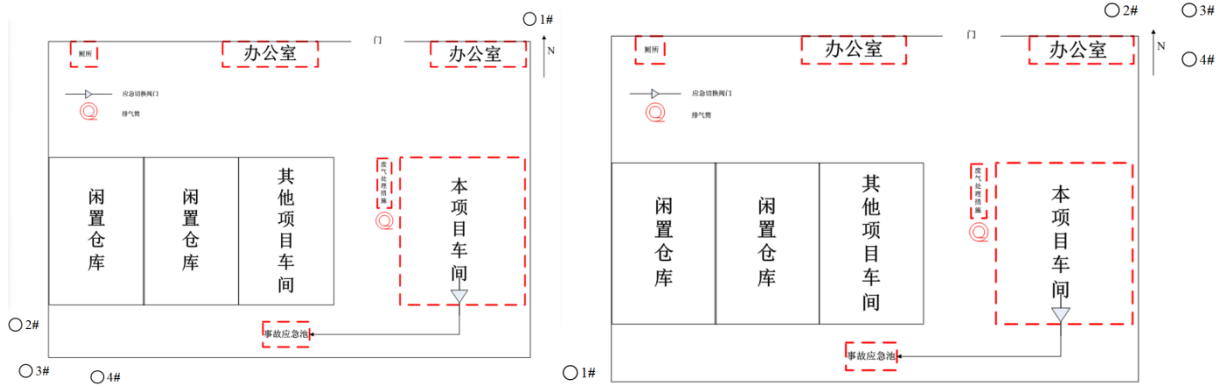 1#
门
厕所
办公室
办公室
N
应急切换阀门
排气筒
废气处理措施
闲置仓库
闲置仓库
其他项目车间
本项目车间
事故应急池
2#
3#
4#
2#
3#
门
厕所
办公室
办公室
N
4#
应急切换阀门
排气筒
废气处理措施
闲置仓库
闲置仓库
其他项目车间
本项目车间
事故应急池
1#